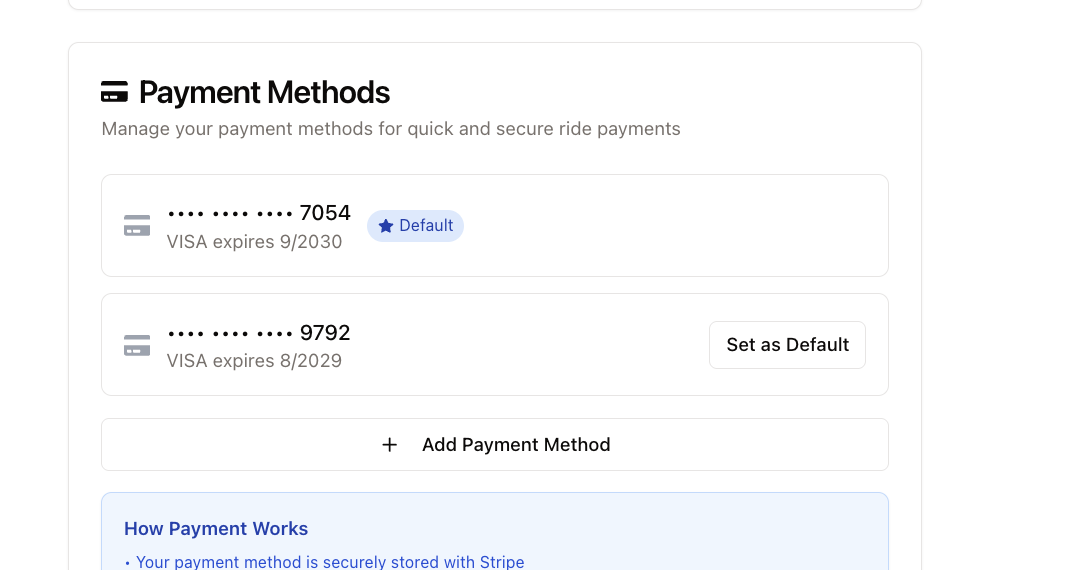 Payment Methods
Manage your payment methods for quick and secure ride payments
•••• •••• •••• 7054
Default
VISA expires 9/2030
•••• •••• •••• 9792
VISA expires 8/2029
Set as Default
+ Add Payment Method
How Payment Works
• Your payment method is securely stored with Stripe